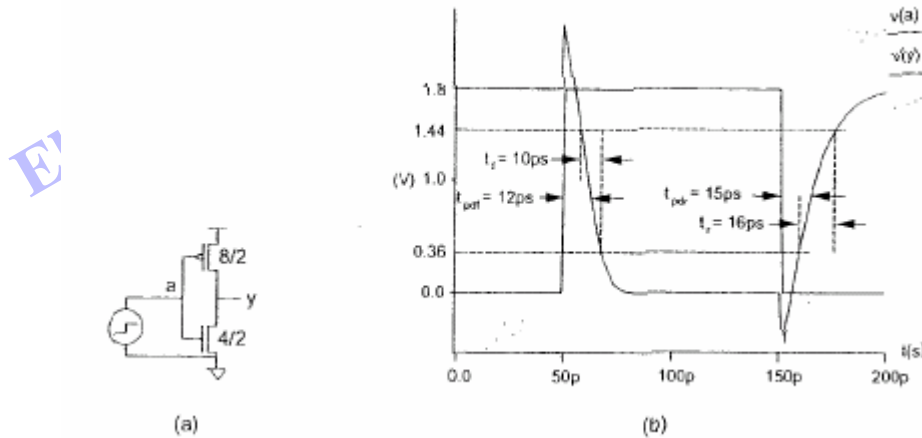 v(a)
v(y)
1.8
1.44
t_f = 10ps
(V)
1.0
t_pdf = 12ps
t_pdr = 15ps
t_r = 16ps
0.36
0.0
8/2
a
y
4/2
t(s)
0.0
50p
100p
150p
200p
(a)
(b)